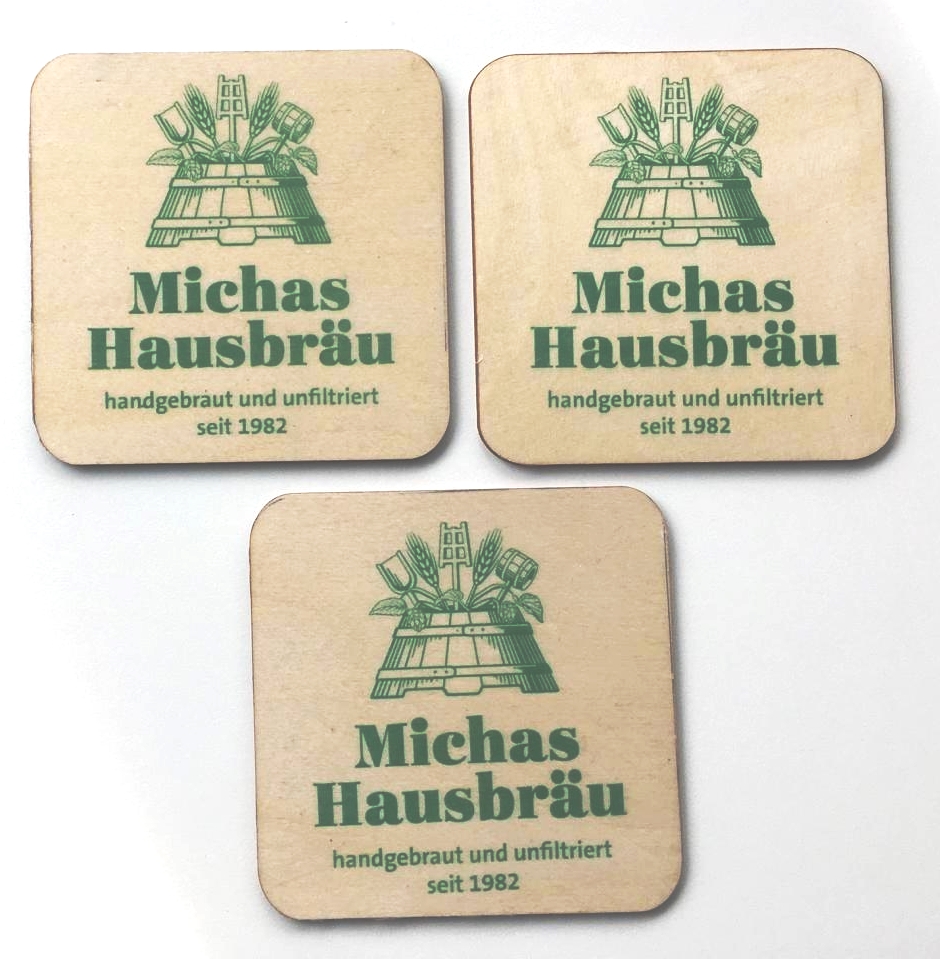 Michas
Hausbräu
handgebraut und unfiltriert
seit 1982
Michas
Hausbräu
handgebraut und unfiltriert
seit 1982
Michas
Hausbräu
handgebraut und unfiltriert
seit 1982